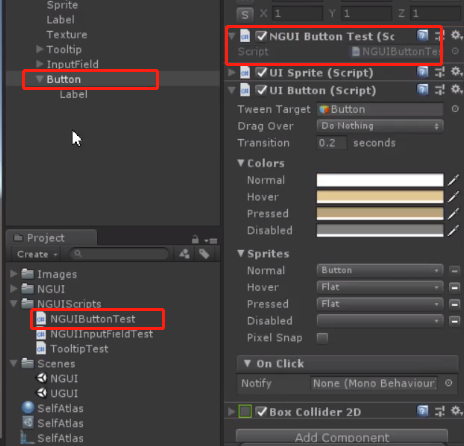 Sprite
Label
Texture
Tooltip
InputField
Button
Label
Project
Create
Images
NGUI
NGUIScripts
NGUIButtonTest
NGUIInputFieldTest
TooltipTest
Scenes
NGUI
UGUI
SelfAtlas
SelfAtlas
SelfAtlas
S X 1 Y 1 Z 1
NGUI Button Test (Sc
Script NGUIButtonTe
UI Sprite (Script)
UI Button (Script)
Tween Target Button
Drag Over Do Nothing
Transition 0.2 seconds
Colors
Normal
Hover
Pressed
Disabled
Sprites
Normal Button
Hover Flat
Pressed Flat
Disabled
Pixel Snap
On Click
Notify None (Mono Behaviour
Box Collider 2D
Add Component